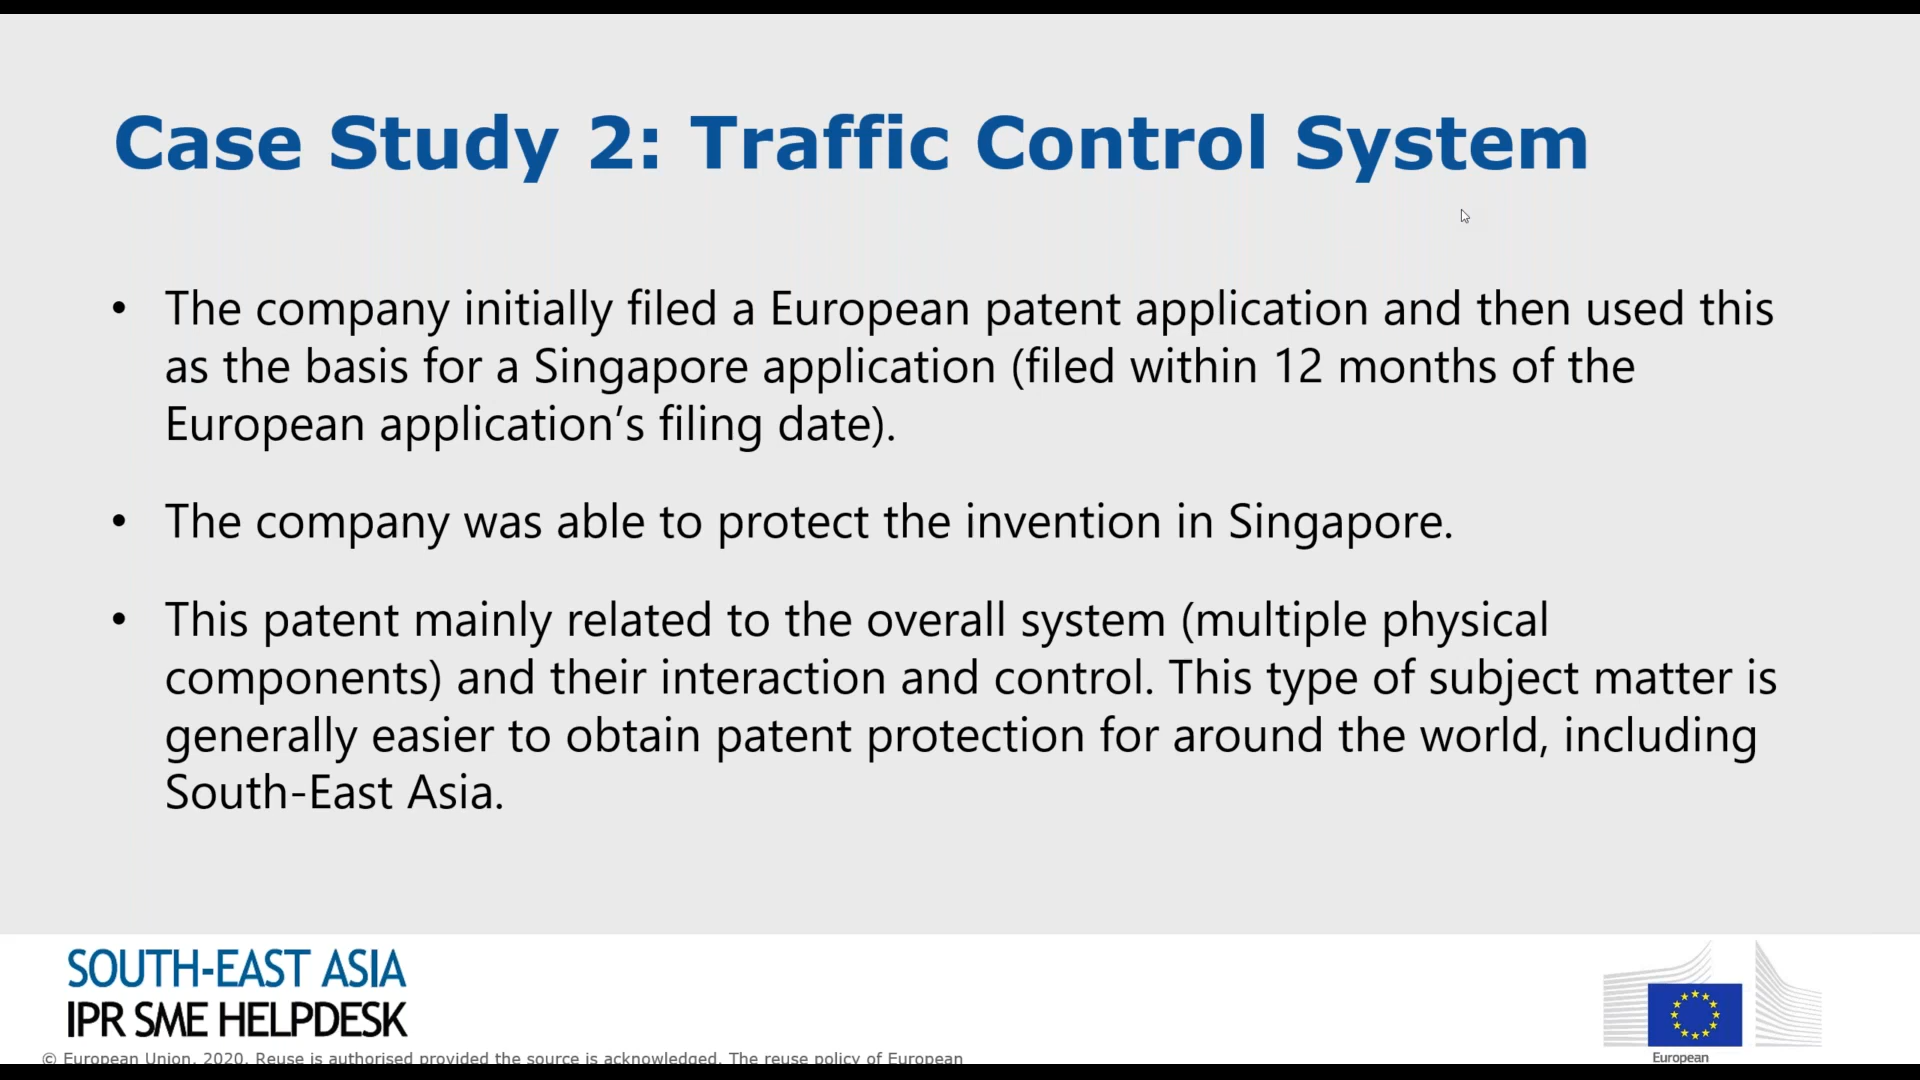 Case Study 2: Traffic Control System
• The company initially filed a European patent application and then used this
as the basis for a Singapore application (filed within 12 months of the
European application’s filing date).
• The company was able to protect the invention in Singapore.
• This patent mainly related to the overall system (multiple physical
components) and their interaction and control. This type of subject matter is
generally easier to obtain patent protection for around the world, including
South-East Asia.
SOUTH-EAST ASIA
IPR SME HELPDESK
© European Union, 2020. Reuse is authorised provided the source is acknowledged. The reuse policy of European
European